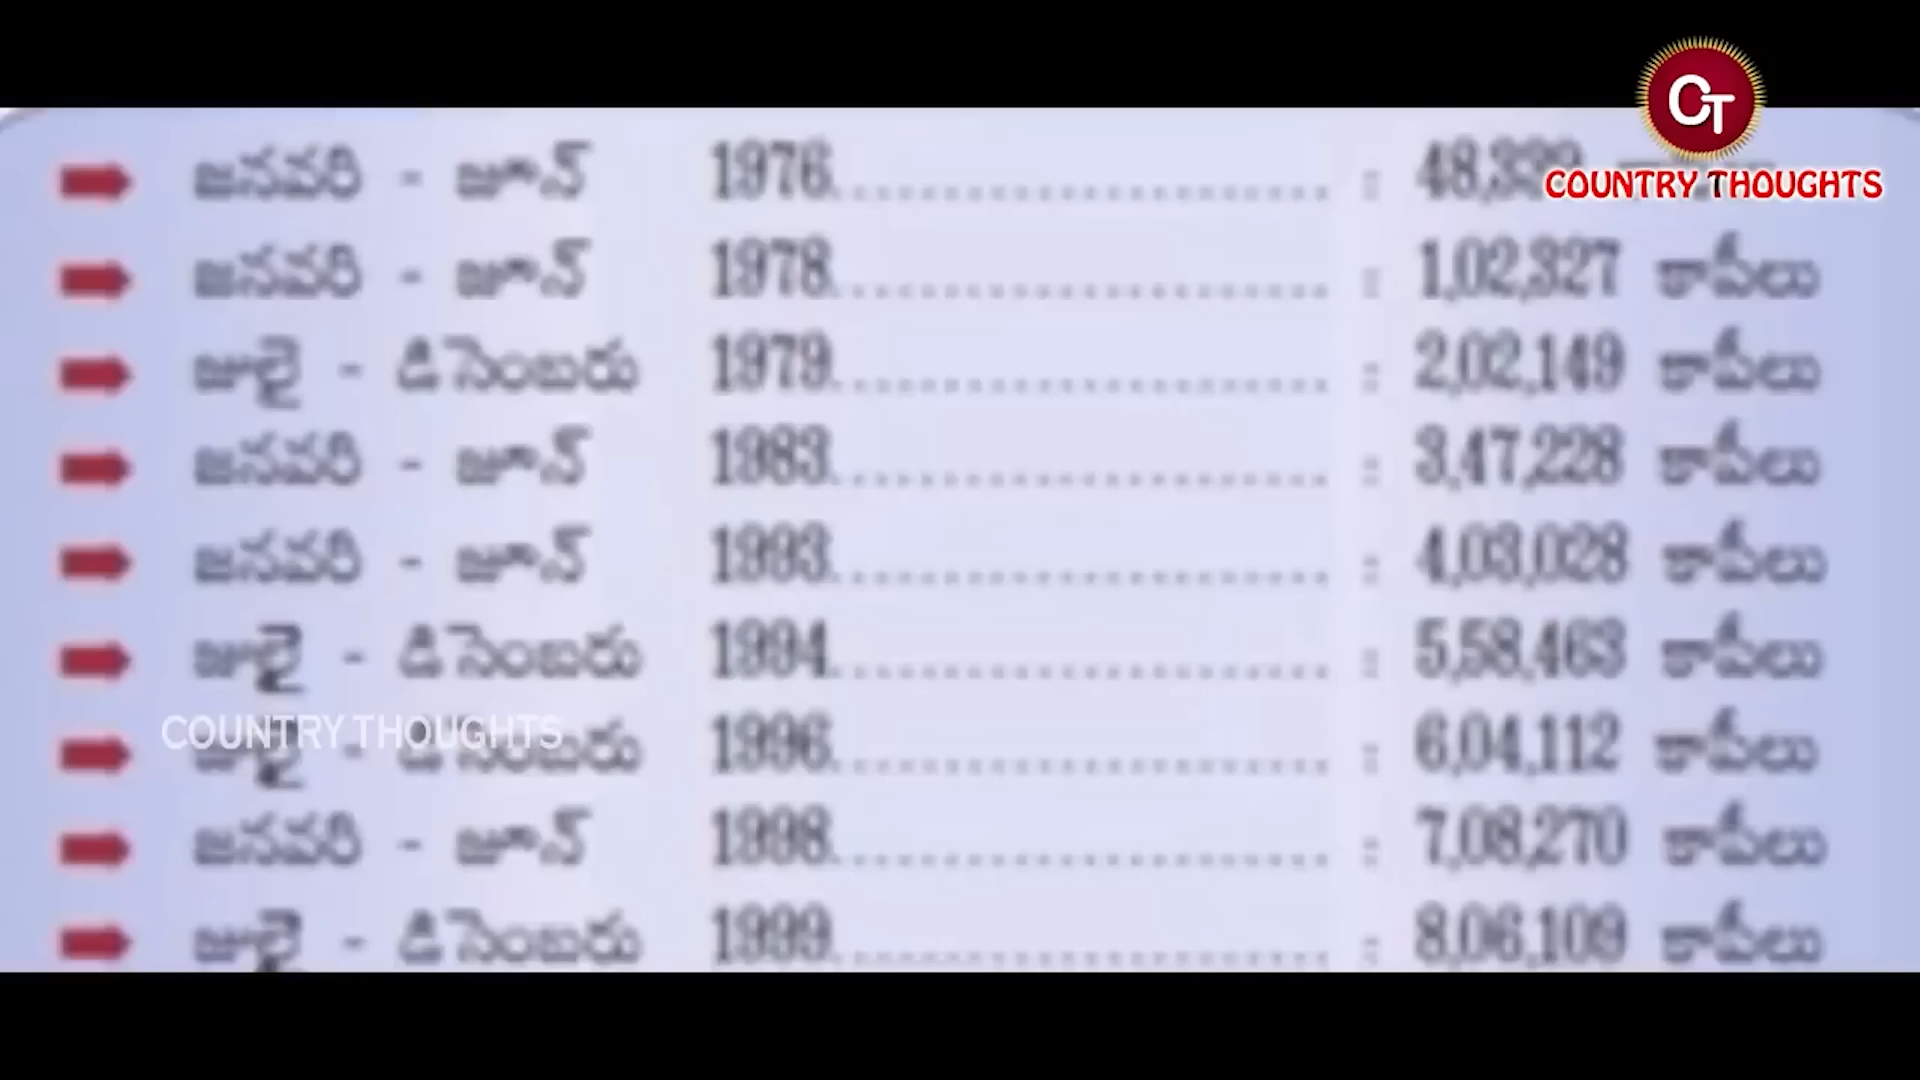 CT
COUNTRY THOUGHTS
జనవరి - జూన్ 1976 :
జనవరి - జూన్ 1978 : 1,02,327 కాపీలు
జులై - డిసెంబరు 1979 : 2,02,149 కాపీలు
జనవరి - జూన్ 1983 : 3,47,228 కాపీలు
జనవరి - జూన్ 1993 : 4,03,028 కాపీలు
జులై - డిసెంబరు 1994 : 5,58,463 కాపీలు
COUNTRY THOUGHTS
జులై - డిసెంబరు 1996 : 6,04,112 కాపీలు
జనవరి - జూన్ 1998 : 7,08,270 కాపీలు
జులై - డిసెంబరు 1999 : 8,06,109 కాపీలు